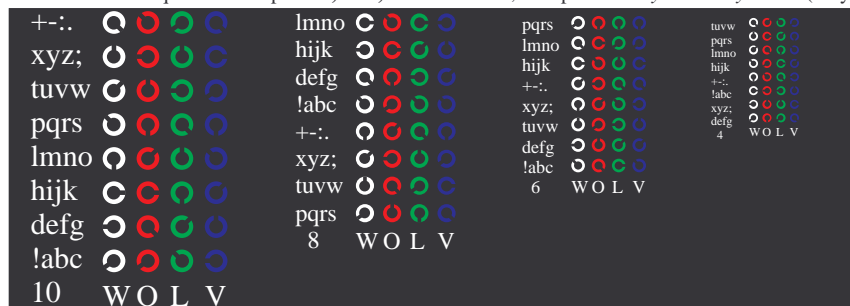 +-:.
xyz;
tuvw
pqrs
lmno
hijk
defg
!abc
10 W O L V
lmno
hijk
defg
!abc
+-:.
xyz;
tuvw
pqrs
8 W O L V
pqrs
lmno
hijk
+-:.
xyz;
tuvw
defg
!abc
6 W O L V
tuvw
pqrs
lmno
hijk
+-:.
!abc
xyz;
defg
4 W O L V